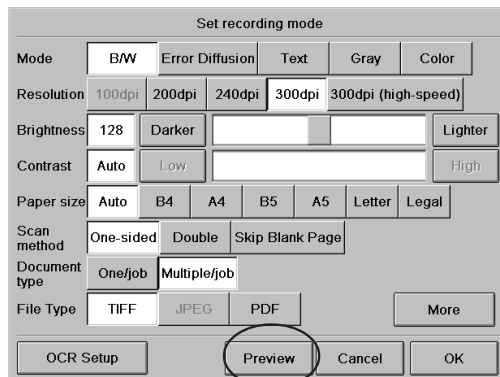 Set recording mode
Mode B/W Error Diffusion Text Gray Color
Resolution 100dpi 200dpi 240dpi 300dpi 300dpi (high-speed)
Brightness 128 Darker Lighter
Contrast Auto Low High
Paper size Auto B4 A4 B5 A5 Letter Legal
Scan method One-sided Double Skip Blank Page
Document type One/job Multiple/job
File Type TIFF JPEG PDF More
OCR Setup Preview Cancel OK